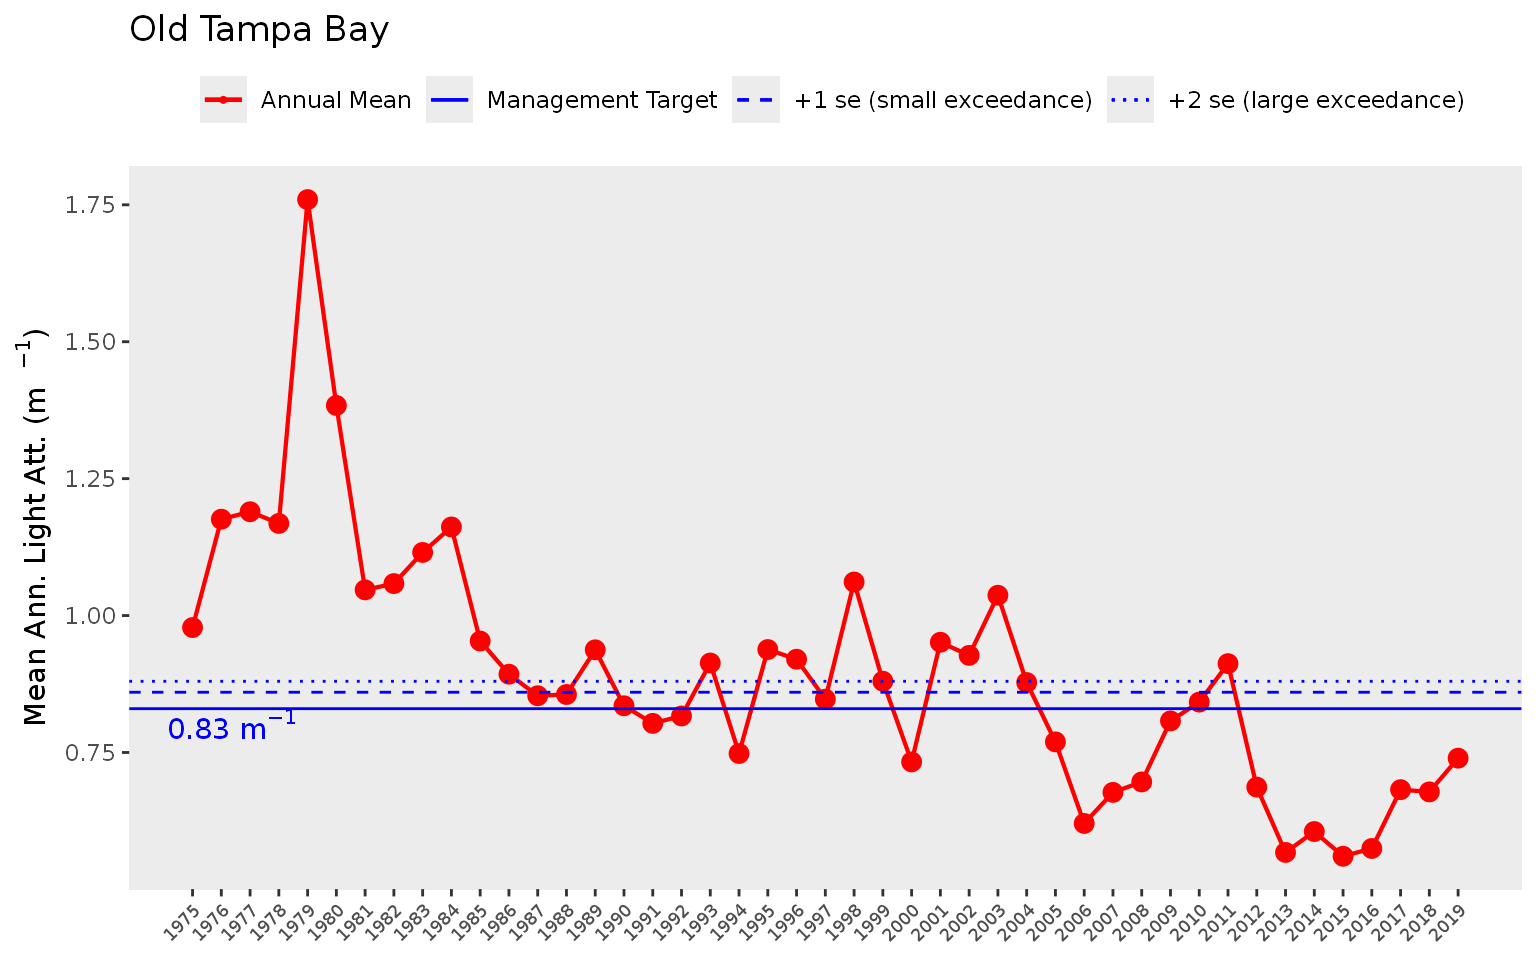 Old Tampa Bay
Annual Mean Management Target +1 se (small exceedance) +2 se (large exceedance)
Mean Ann. Light Att. (m ⁻¹)
1.75
1.50
1.25
1.00
0.75
0.83 m⁻¹
1975 1976 1977 1978 1979 1980 1981 1982 1983 1984 1985 1986 1987 1988 1989 1990 1991 1992 1993 1994 1995 1996 1997 1998 1999 2000 2001 2002 2003 2004 2005 2006 2007 2008 2009 2010 2011 2012 2013 2014 2015 2016 2017 2018 2019